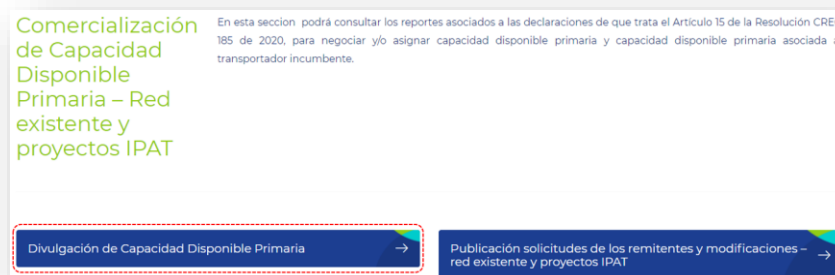 Comercialización
de Capacidad
Disponible
Primaria – Red
existente y
proyectos IPAT
En esta seccion podrá consultar los reportes asociados a las declaraciones de que trata el Artículo 15 de la Resolución
185 de 2020, para negociar y/o asignar capacidad disponible primaria y capacidad disponible primaria asociada
transportador incumbente.
Divulgación de Capacidad Disponible Primaria
Publicación solicitudes de los remitentes y modificaciones –
red existente y proyectos IPAT